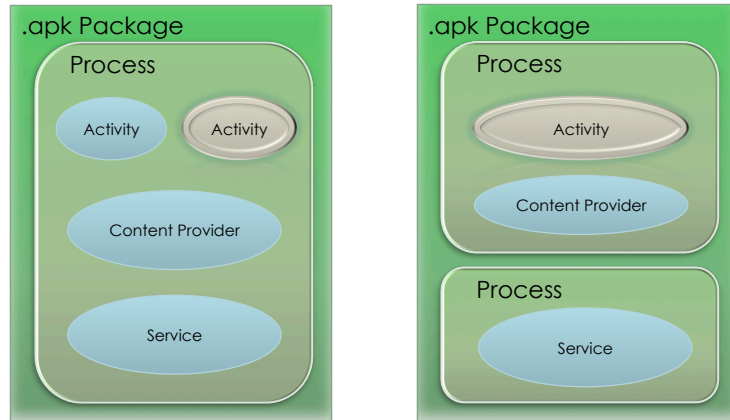 .apk Package
Process
Activity
Activity
Content Provider
Service
.apk Package
Process
Activity
Content Provider
Process
Service